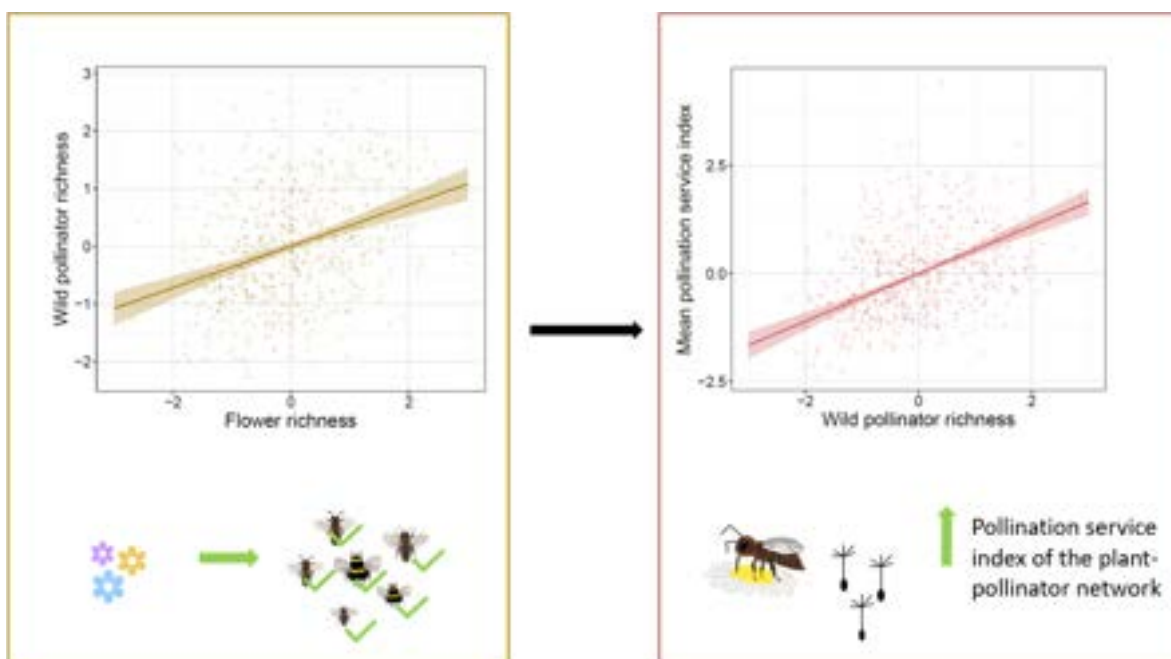 3
2
1
0
−1
−2
Wild pollinator richness
−2
0
2
Flower richness
2.5
0.0
−2.5
Mean pollination service index
−2
0
2
Wild pollinator richness
Pollination service
index of the plant-
pollinator network